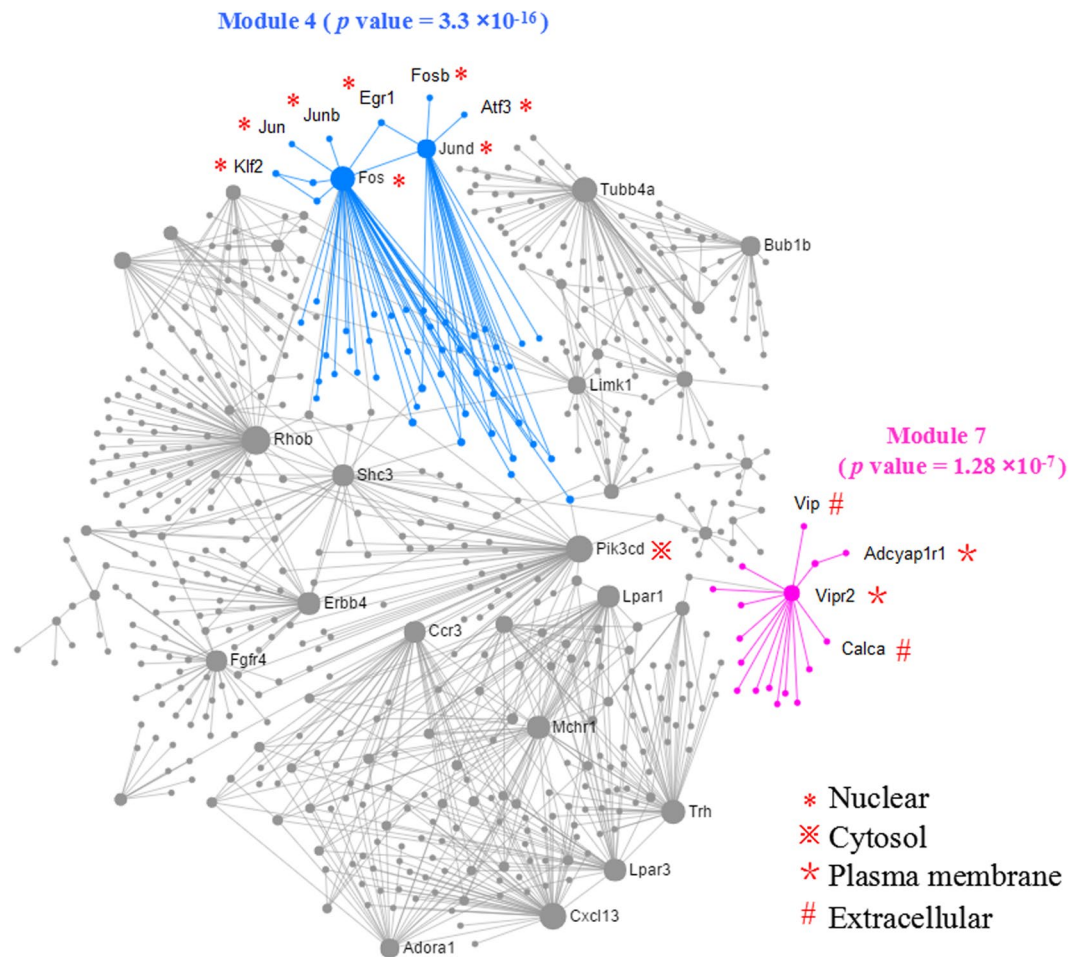 Module 4 ( p value = 3.3 ×10-16)
Fosb *
* Egr1
Atf3 *
* Junb
* Jun
Jund *
* Klf2
Fos *
Tubb4a
Bub1b
Limk1
Rhob
Module 7
( p value = 1.28 ×10-7)
Shc3
Vip #
Pik3cd ※
Adcyap1r1 *
Vipr2 *
Lpar1
Erbb4
Ccr3
Calca #
Fgfr4
Mchr1
* Nuclear
Trh
※ Cytosol
Lpar3
* Plasma membrane
Cxcl13
# Extracellular
Adora1